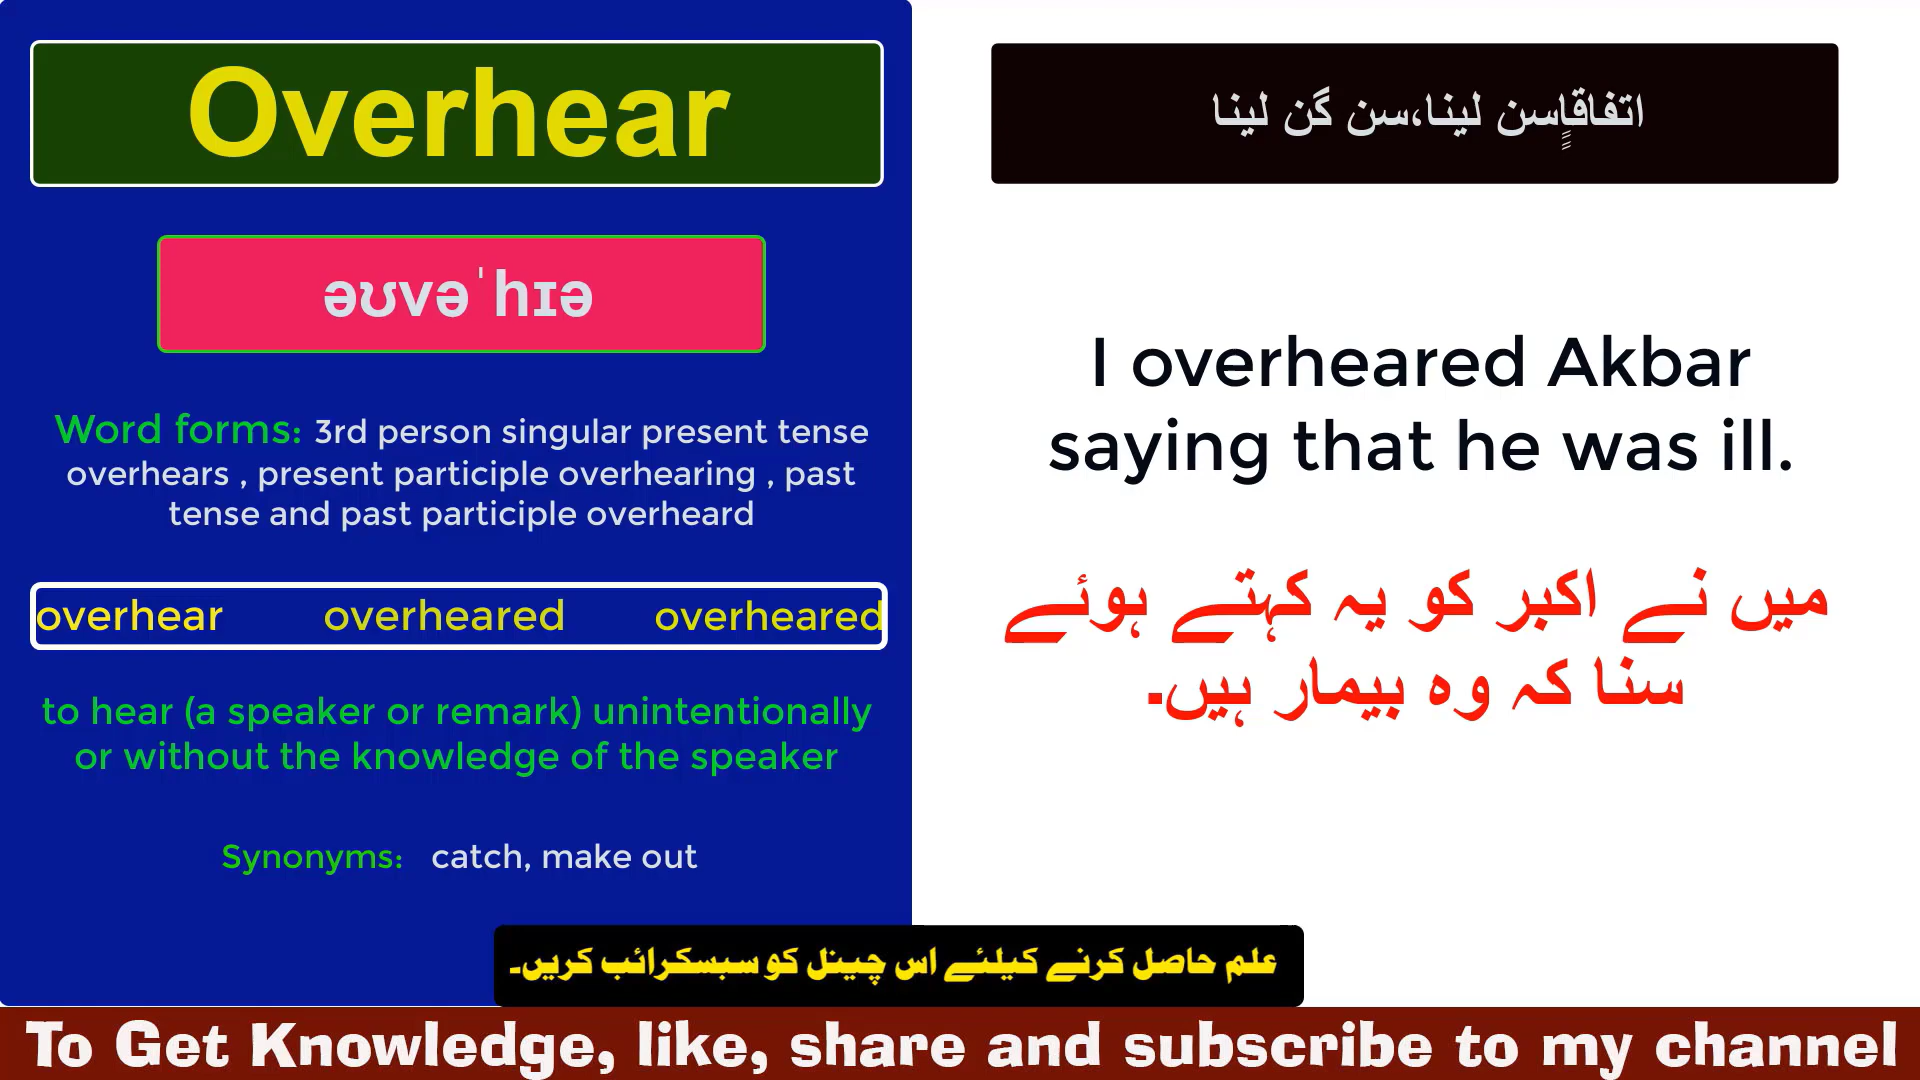 Overhear
əʊvəˈhɪə
Word forms: 3rd person singular present tense
overhears , present participle overhearing , past
tense and past participle overheard
overhear overheared overheared
to hear (a speaker or remark) unintentionally
or without the knowledge of the speaker
Synonyms: catch, make out
اتفاقاٍٍٍسن لینا،سن گن لینا
I overheared Akbar
saying that he was ill.
میں نے اکبر کو یہ کہتے ہوئے
سنا کہ وہ بیمار ہیں۔
علم حاصل کرنے کیلئے اس چینل کو سبسکرائب کریں۔
To Get Knowledge, like, share and subscribe to my channel